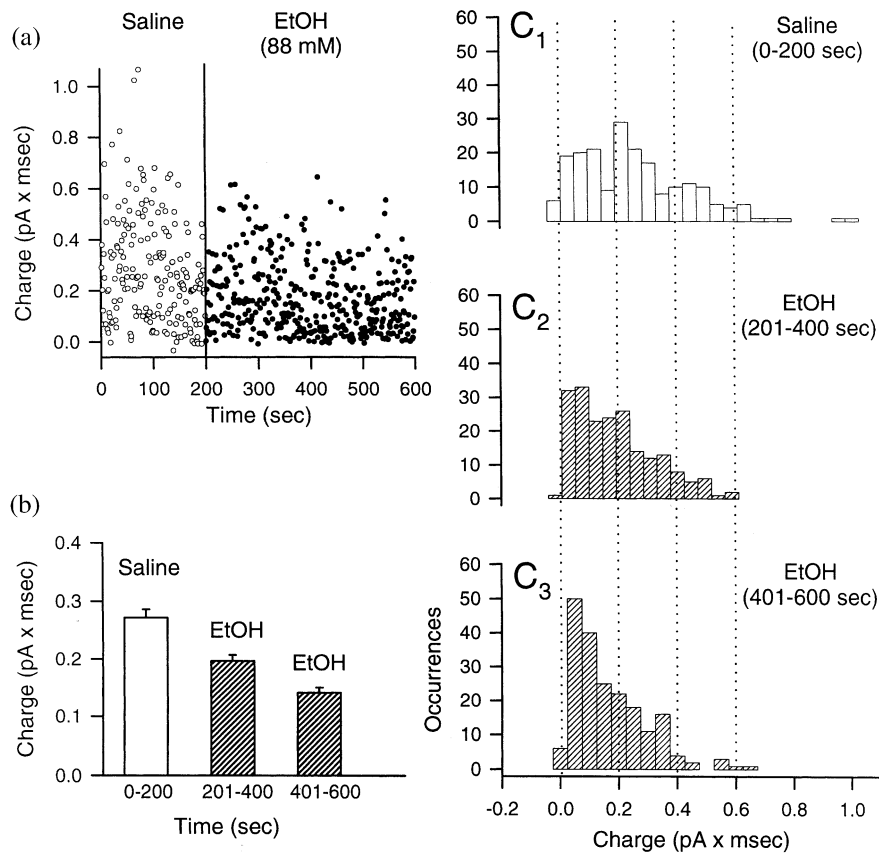 (a)
Saline
EtOH
(88 mM)
Charge (pA x msec)
1.0
0.8
0.6
0.4
0.2
0.0
0 100 200 300 400 500 600
Time (sec)
(b)
Charge (pA x msec)
0.4
0.3
0.2
0.1
0.0
Saline
EtOH
EtOH
0-200 201-400 401-600
Time (sec)
C1
Saline
(0-200 sec)
60
50
40
30
20
10
0
C2
EtOH
(201-400 sec)
60
50
40
30
20
10
0
C3
EtOH
(401-600 sec)
Occurrences
60
50
40
30
20
10
0
-0.2 0.0 0.2 0.4 0.6 0.8 1.0
Charge (pA x msec)